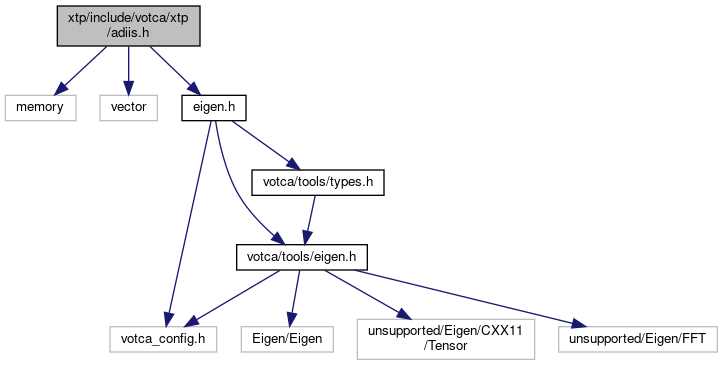 xtp/include/votca/xtp
/adiis.h
memory
vector
eigen.h
votca/tools/types.h
votca/tools/eigen.h
votca_config.h
Eigen/Eigen
unsupported/Eigen/CXX11
/Tensor
unsupported/Eigen/FFT